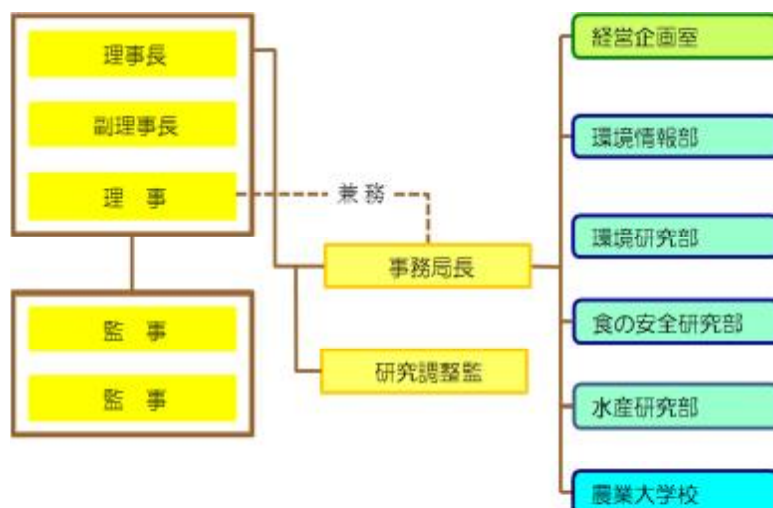 理事長
副理事長
理 事
監 事
監 事
兼 務
事務局長
研究調整監
経営企画室
環境情報部
環境研究部
食の安全研究部
水産研究部
農業大学校